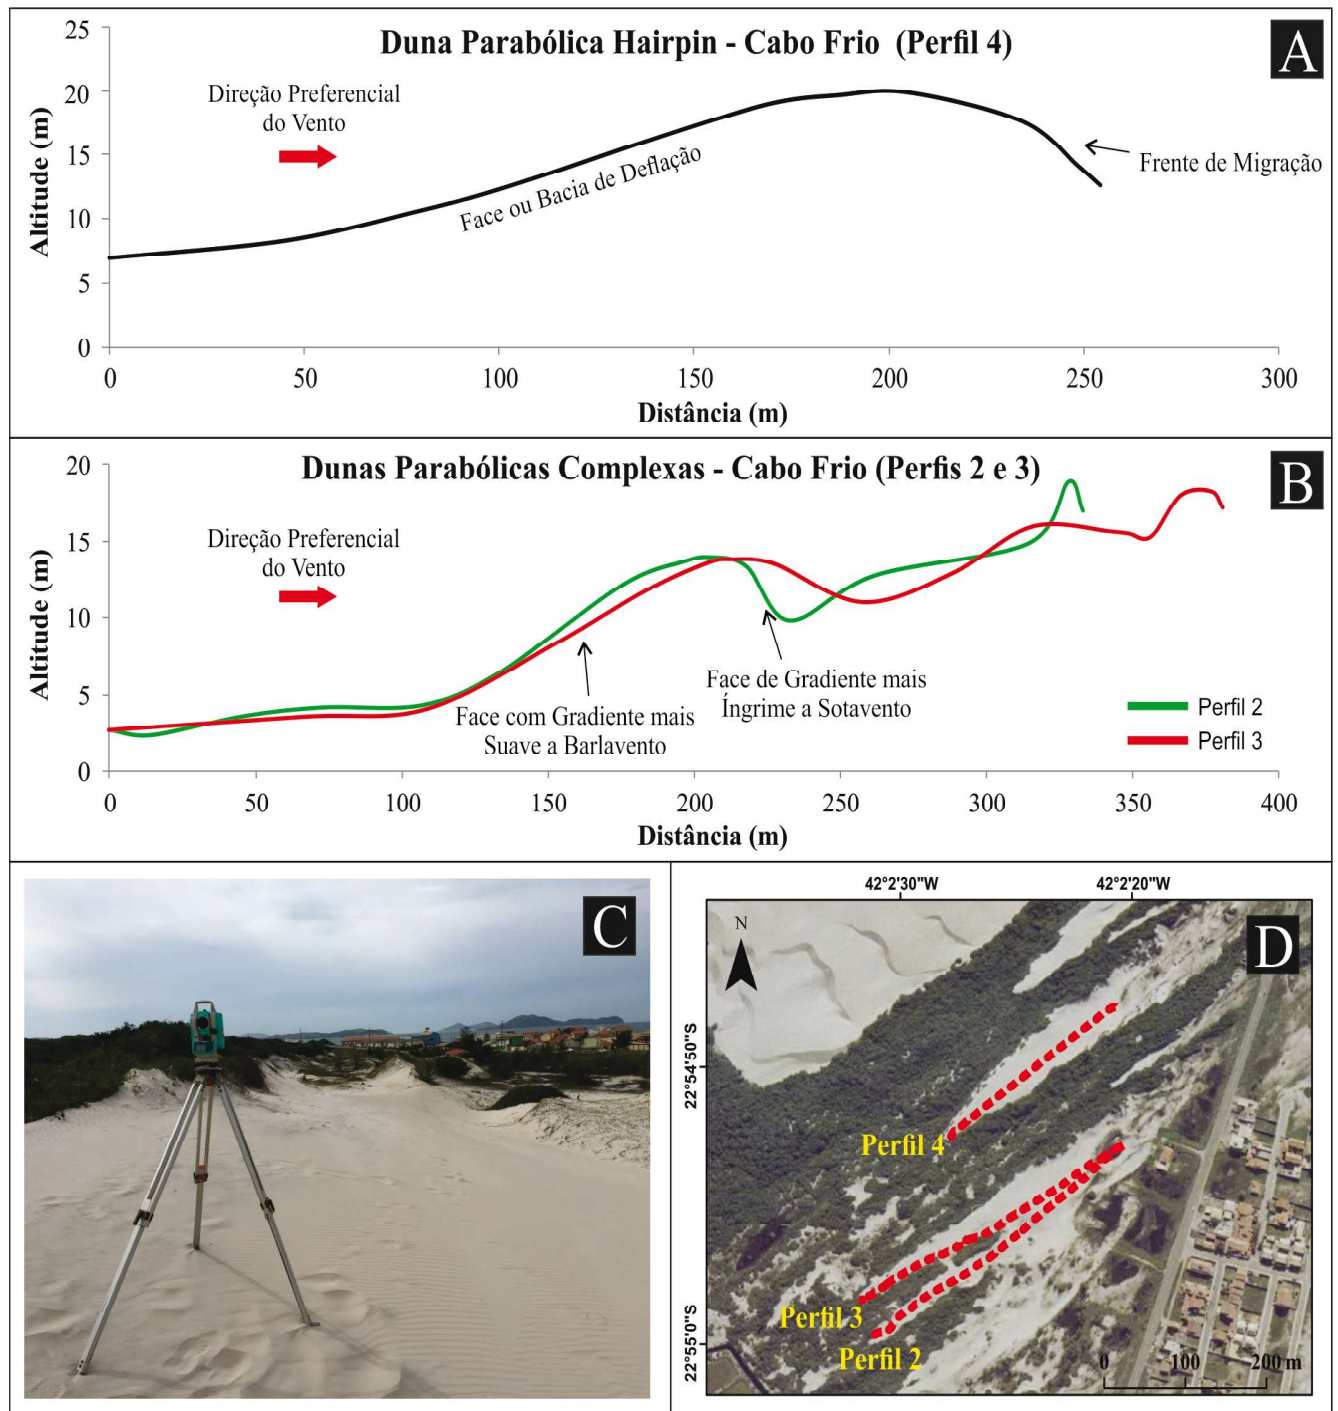 Duna Parabólica Hairpin - Cabo Frio (Perfil 4)
A
25
20
15
10
5
0
Altitude (m)
Direção Preferencial
do Vento
Face ou Bacia de Deflação
Frente de Migração
0 50 100 150 200 250 300
Distância (m)
Dunas Parabólicas Complexas - Cabo Frio (Perfis 2 e 3)
B
20
15
10
5
0
Altitude (m)
Direção Preferencial
do Vento
Face com Gradiente mais
Suave a Barlavento
Face de Gradiente mais
Íngrime a Sotavento
Perfil 2
Perfil 3
0 50 100 150 200 250 300 350 400
Distância (m)
C
42°2'30"W 42°2'20"W
N
D
22°54'50"S
22°55'0"S
Perfil 4
Perfil 3
Perfil 2
0 100 200 m